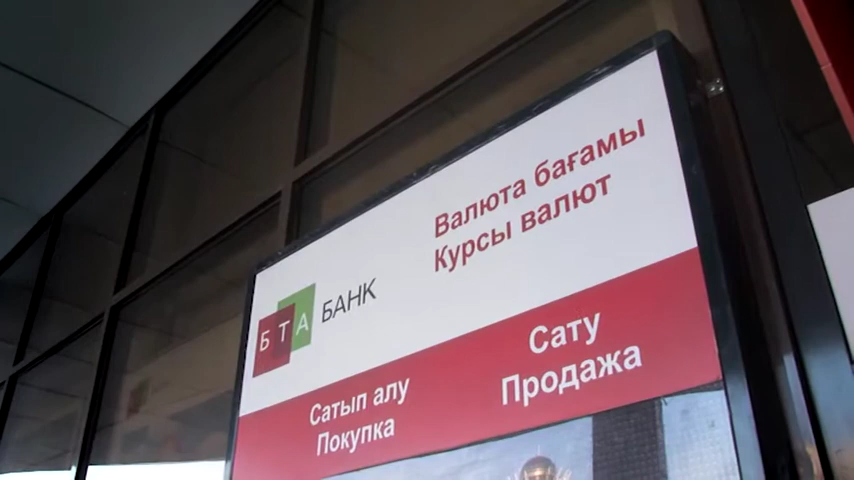 Валюта бағамы
Курсы валют
БТА БАНК
Сатып алу
Покупка
Сату
Продажа